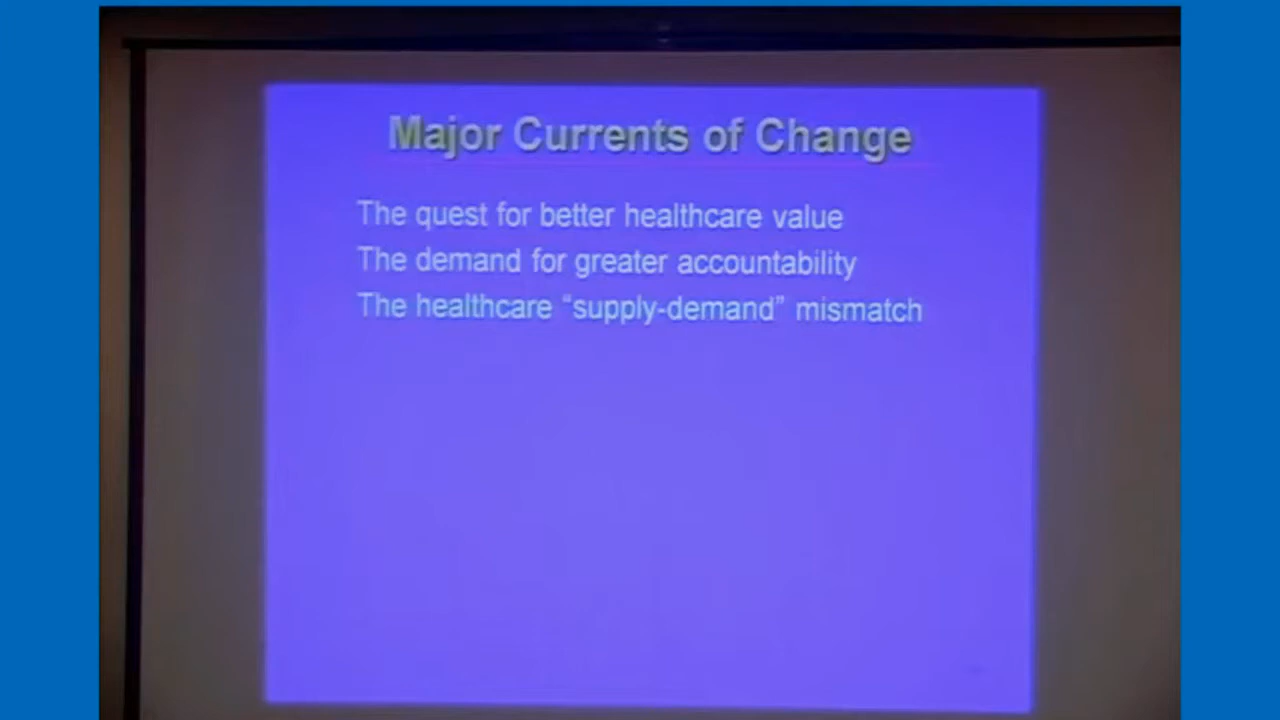 Major Currents of Change
The quest for better healthcare value
The demand for greater accountability
The healthcare “supply-demand” mismatch